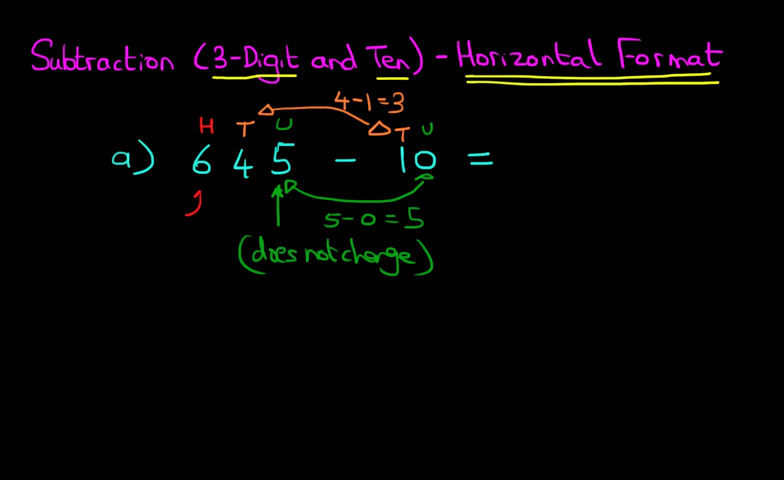 Subtraction (3-Digit and Ten) - Horizontal Format
4-1=3
H T U T U
a) 6 4 5 - 10 =
5-0=5
(does not change)